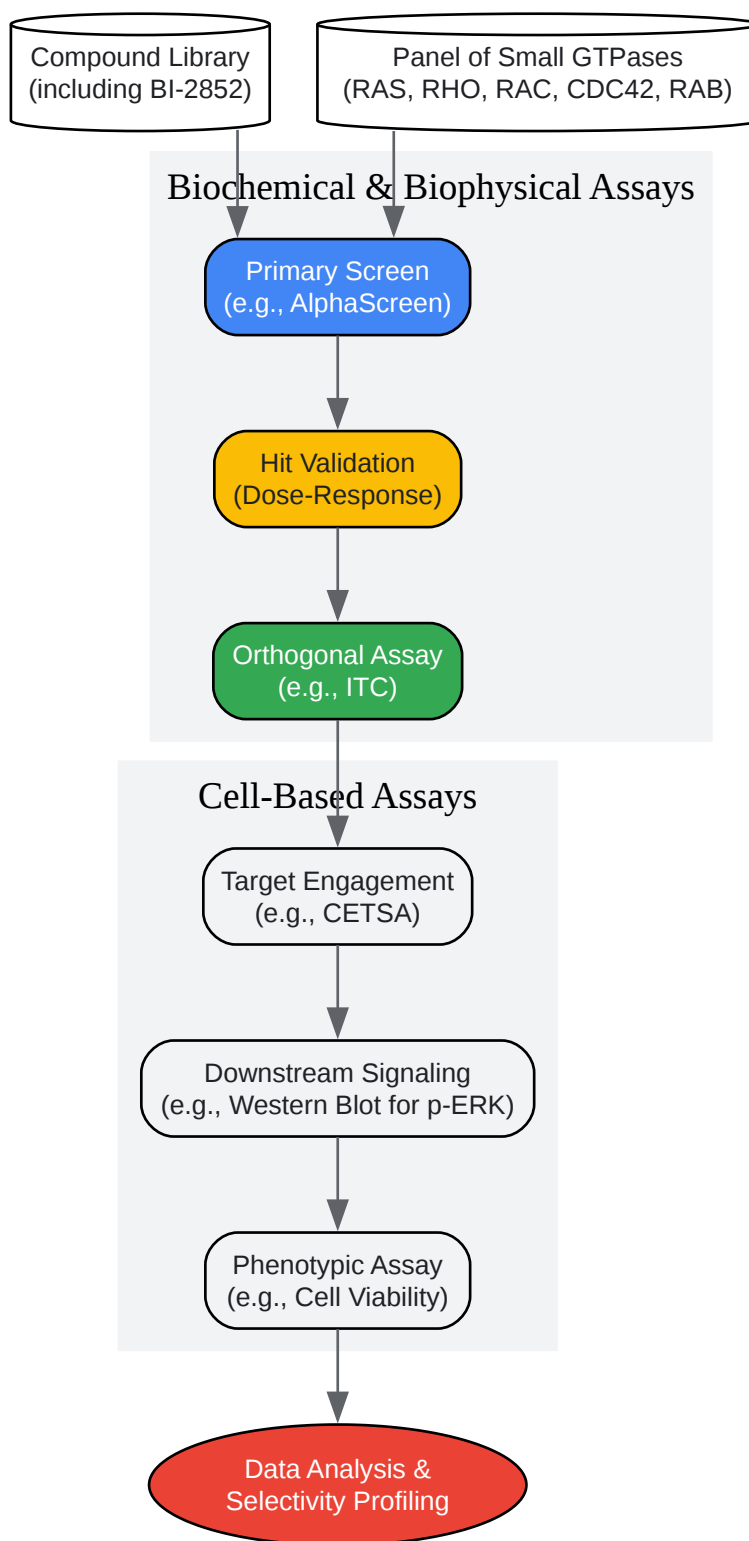 Compound Library
(including BI-2852)
Panel of Small GTPases
(RAS, RHO, RAC, CDC42, RAB)
Biochemical & Biophysical Assays
Primary Screen
(e.g., AlphaScreen)
Hit Validation
(Dose-Response)
Orthogonal Assay
(e.g., ITC)
Cell-Based Assays
Target Engagement
(e.g., CETSA)
Downstream Signaling
(e.g., Western Blot for p-ERK)
Phenotypic Assay
(e.g., Cell Viability)
Data Analysis &
Selectivity Profiling